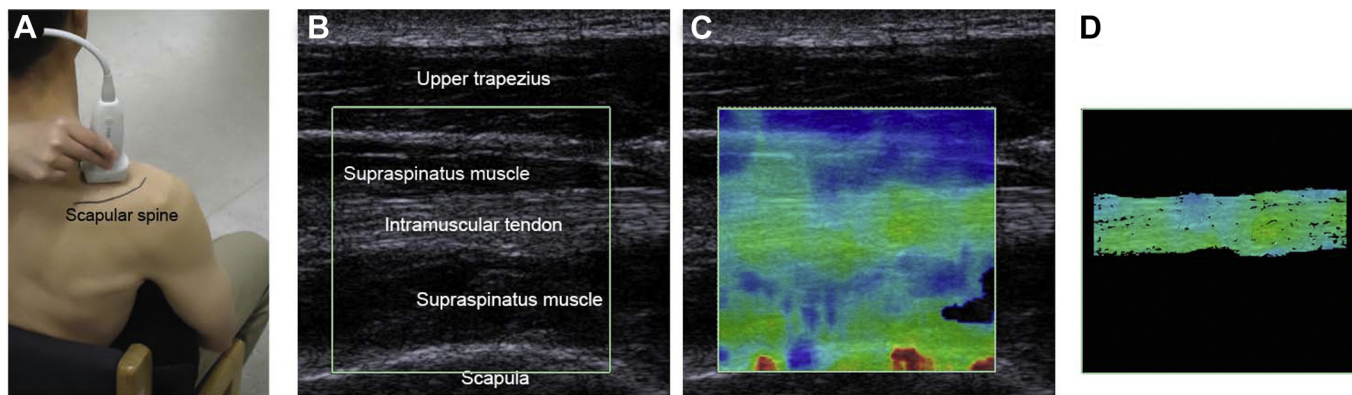 A
Scapular spine
B
Upper trapezius
Supraspinatus muscle
Intramuscular tendon
Supraspinatus muscle
Scapula
C
D